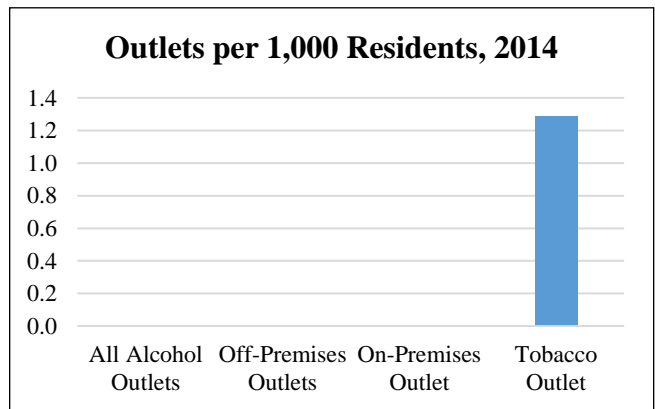 Outlets per 1,000 Residents, 2014
1.4
1.2
1.0
0.8
0.6
0.4
0.2
0.0
All Alcohol Outlets
Off-Premises Outlets
On-Premises Outlet
Tobacco Outlet